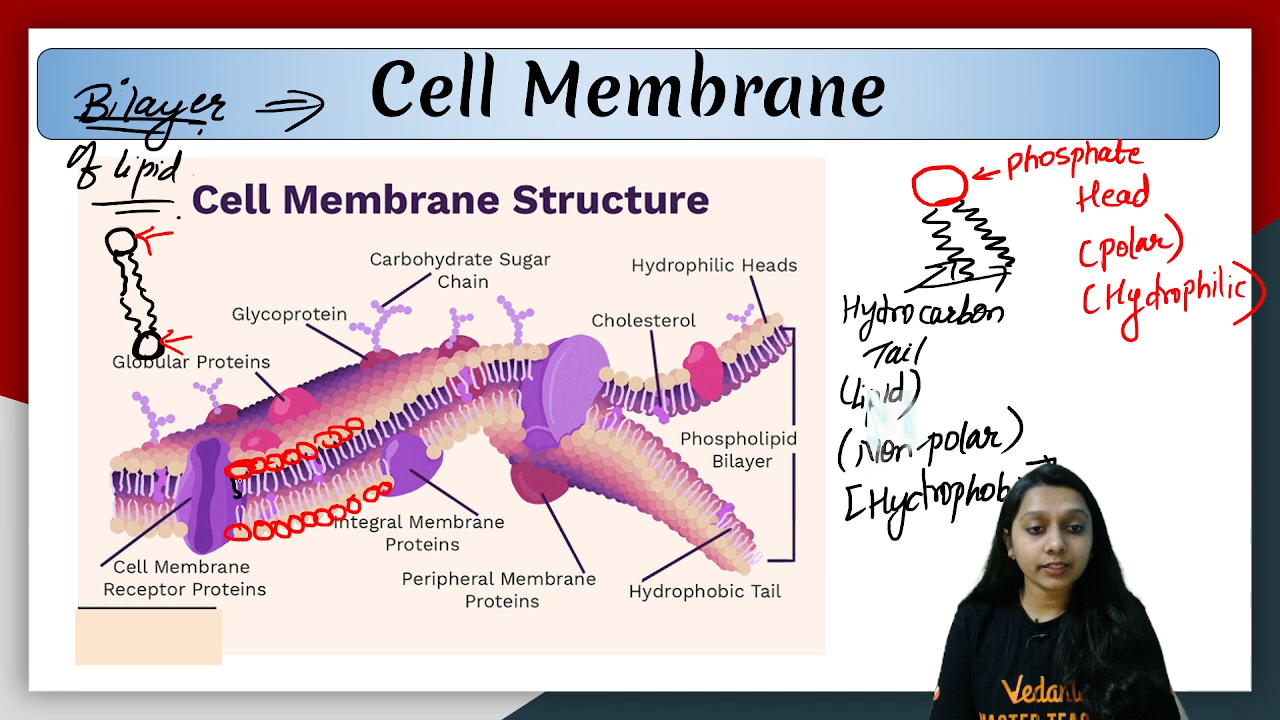 Cell Membrane
Bilayer ⇒
of Lipid
Cell Membrane Structure
Carbohydrate Sugar
Chain
Hydrophilic Heads
Glycoprotein
Cholesterol
Globular Proteins
Phospholipid
Bilayer
Integral Membrane
Proteins
Cell Membrane
Receptor Proteins
Peripheral Membrane
Proteins
Hydrophobic Tail
← phosphate
Head
(polar)
(Hydrophilic)
Hydrocarbon
Tail
(Lipid)
(Non-polar)